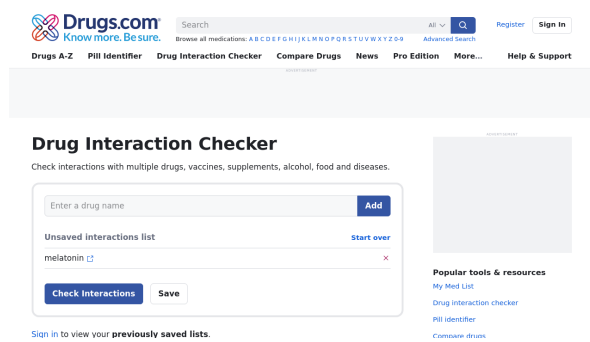 Drugs.com®
Know more. Be sure.
Search
All
Register
Sign In
Browse all medications: A B C D E F G H I J K L M N O P Q R S T U V W X Y Z 0-9
Advanced Search
Drugs A-Z
Pill Identifier
Drug Interaction Checker
Compare Drugs
News
Pro Edition
More...
Help & Support
ADVERTISEMENT
ADVERTISEMENT
Drug Interaction Checker
Check interactions with multiple drugs, vaccines, supplements, alcohol, food and diseases.
Enter a drug name
Add
Unsaved interactions list
Start over
melatonin
Check Interactions
Save
Sign in to view your previously saved lists.
Popular tools & resources
My Med List
Drug interaction checker
Pill identifier
Compare drugs